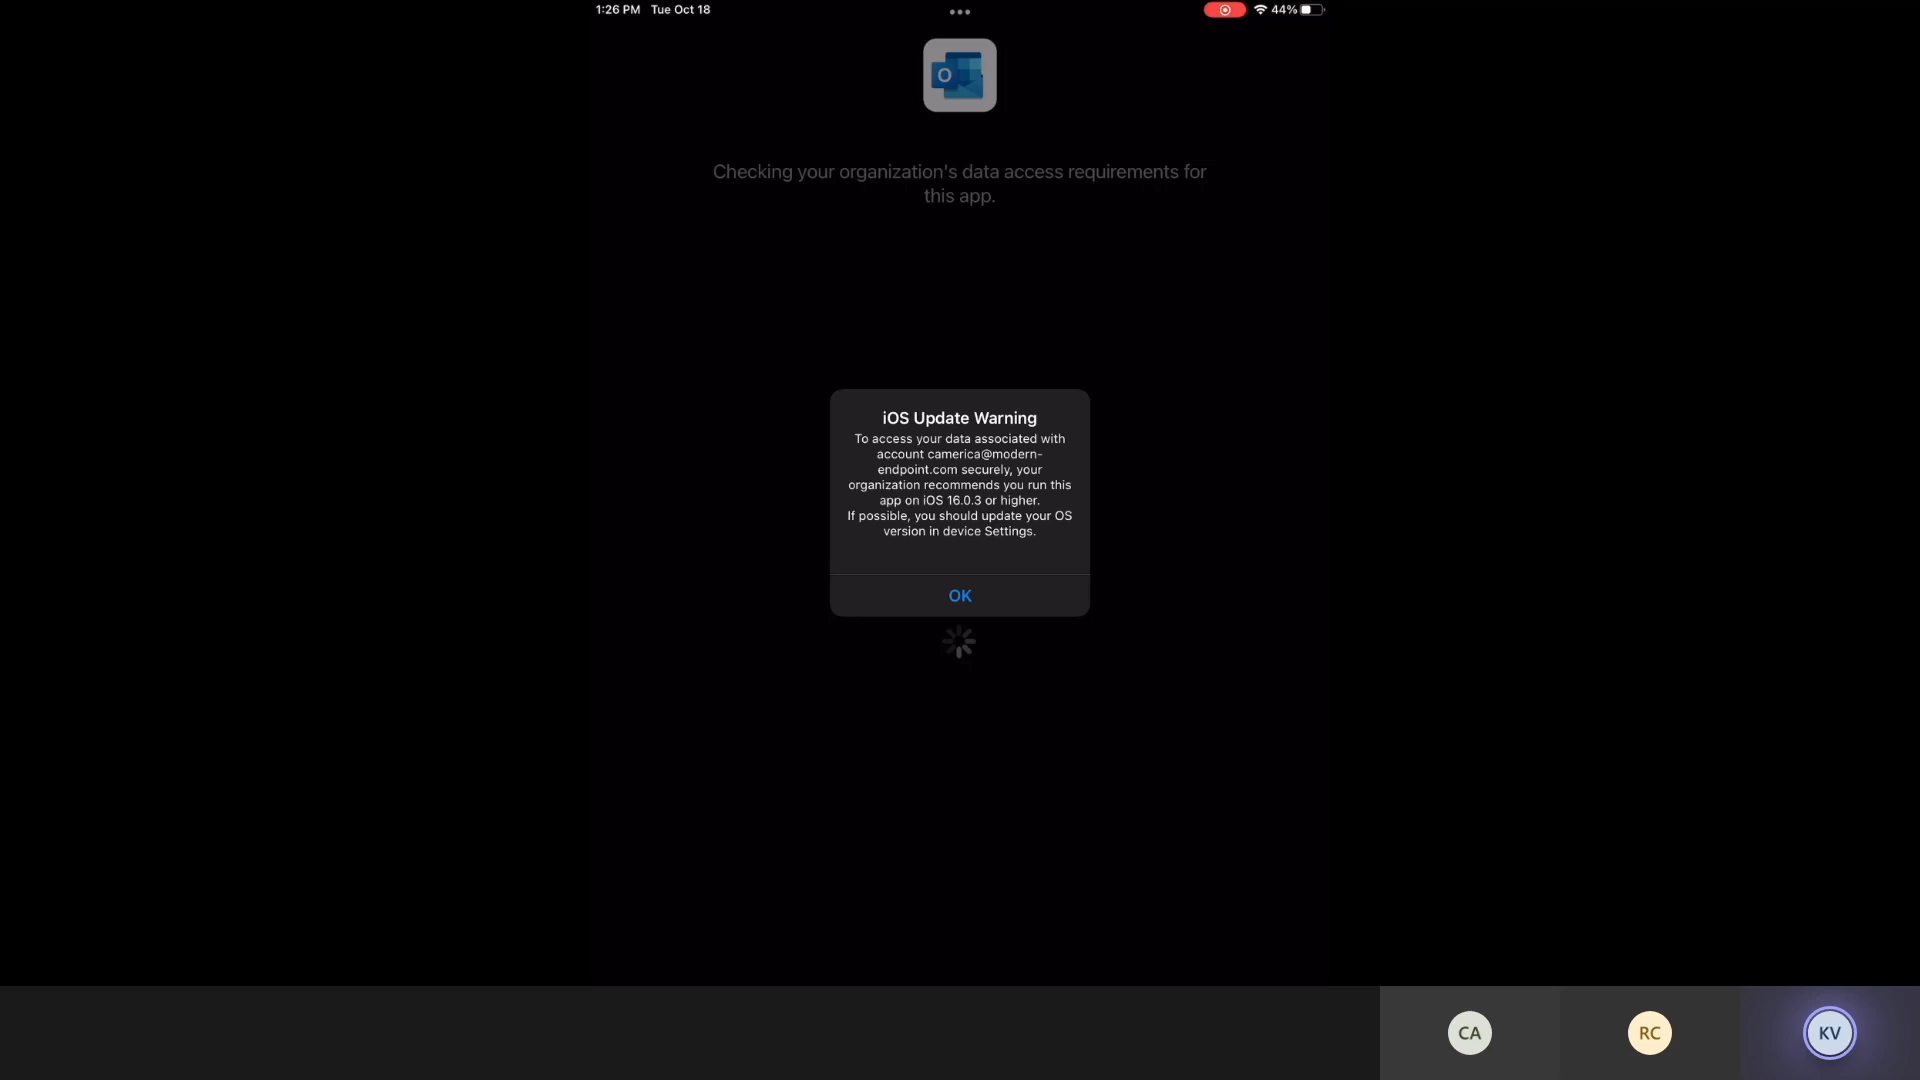 1:26 PM Tue Oct 18
44%
O
Checking your organization's data access requirements for
this app.
iOS Update Warning
To access your data associated with
account camerica@modern-
endpoint.com securely, your
organization recommends you run this
app on iOS 16.0.3 or higher.
If possible, you should update your OS
version in device Settings.
OK
CA
RC
KV